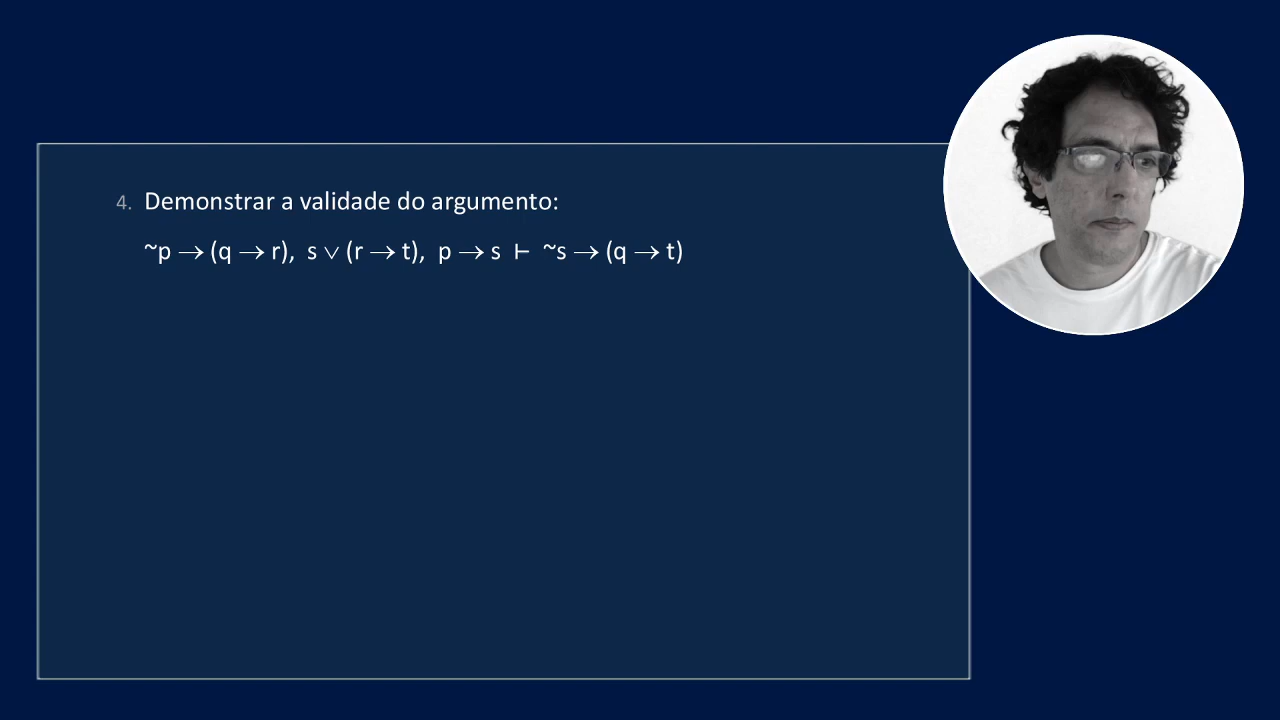 4. Demonstrar a validade do argumento:
~p → (q → r), s ∨ (r → t), p → s ⊢ ~s → (q → t)